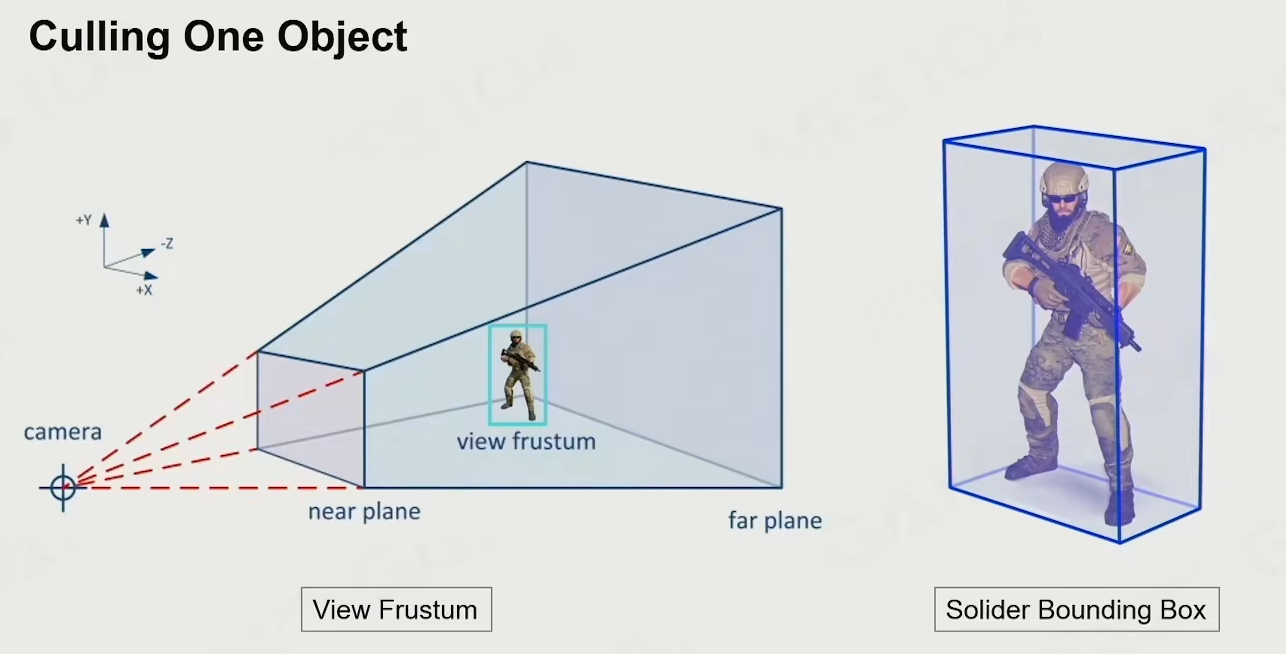 Culling One Object
+Y
-Z
+X
camera
view frustum
near plane
far plane
View Frustum
Solider Bounding Box